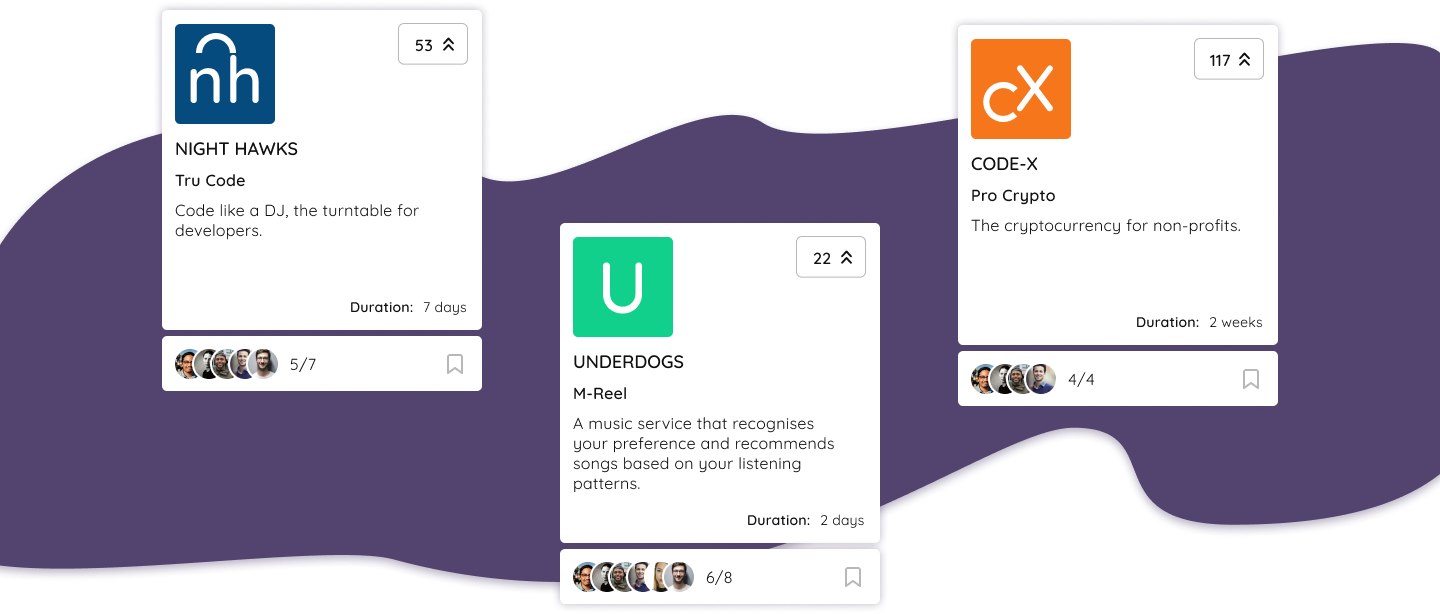 nh
53
NIGHT HAWKS
Tru Code
Code like a DJ, the turntable for
developers.
Duration: 7 days
5/7
U
22
UNDERDOGS
M-Reel
A music service that recognises
your preference and recommends
songs based on your listening
patterns.
Duration: 2 days
6/8
cX
117
CODE-X
Pro Crypto
The cryptocurrency for non-profits.
Duration: 2 weeks
4/4